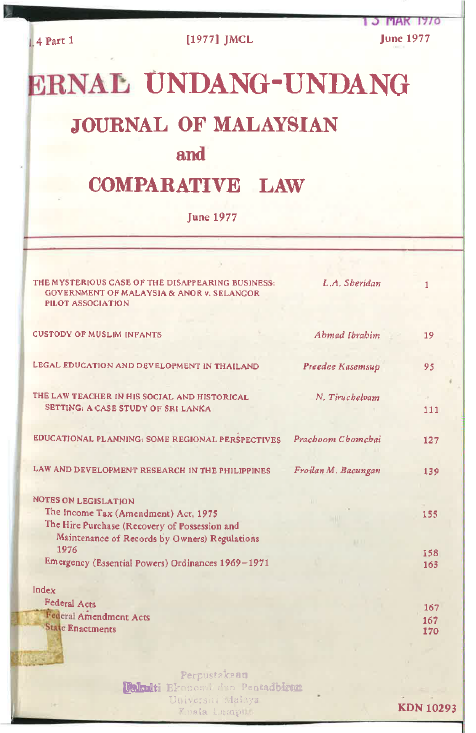 13 MAR 1978
. 4 Part 1 [1977] JMCL June 1977
ERNAL UNDANG-UNDANG
JOURNAL OF MALAYSIAN
and
COMPARATIVE LAW
June 1977
THE MYSTERIOUS CASE OF THE DISAPPEARING BUSINESS: L.A. Sheridan 1
GOVERNMENT OF MALAYSIA & ANOR v. SELANGOR
PILOT ASSOCIATION
CUSTODY OF MUSLIM INFANTS Ahmad Ibrahim 19
LEGAL EDUCATION AND DEVELOPMENT IN THAILAND Preedee Kasemsup 95
THE LAW TEACHER IN HIS SOCIAL AND HISTORICAL N. Tiruchelvam
SETTING: A CASE STUDY OF SRI LANKA 111
EDUCATIONAL PLANNING: SOME REGIONAL PERSPECTIVES Prachoom Chomchai 127
LAW AND DEVELOPMENT RESEARCH IN THE PHILIPPINES Froilan M. Bacungan 139
NOTES ON LEGISLATION
The Income Tax (Amendment) Act, 1975 155
The Hire Purchase (Recovery of Possession and
Maintenance of Records by Owners) Regulations
1976 158
Emergency (Essential Powers) Ordinances 1969–1971 163
Index
Federal Acts 167
Federal Amendment Acts 167
State Enactments 170
Perpustakaan
Fakulti Ekonomi dan Pentadbiran
Universiti Malaya
Kuala Lumpur
KDN 10293